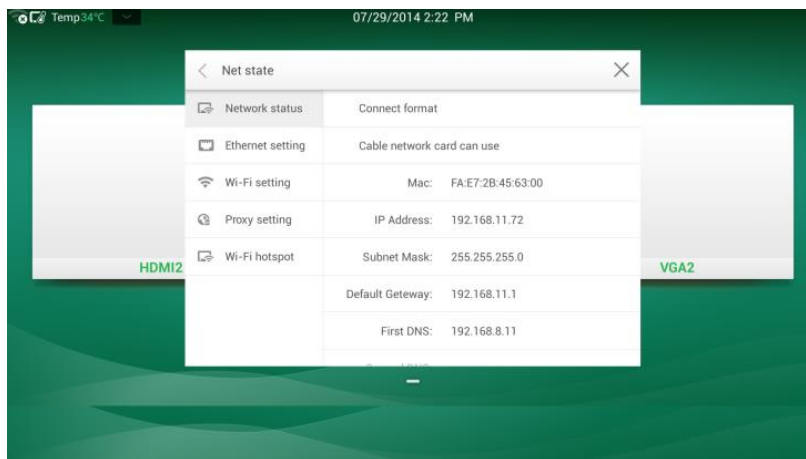 Temp34°C
07/29/2014 2:22 PM
Net state
Network status
Ethernet setting
Wi-Fi setting
Proxy setting
Wi-Fi hotspot
Connect format
Cable network card can use
Mac: FA:E7:2B:45:63:00
IP Address: 192.168.11.72
Subnet Mask: 255.255.255.0
Default Geteway: 192.168.11.1
First DNS: 192.168.8.11
HDMI2
VGA2